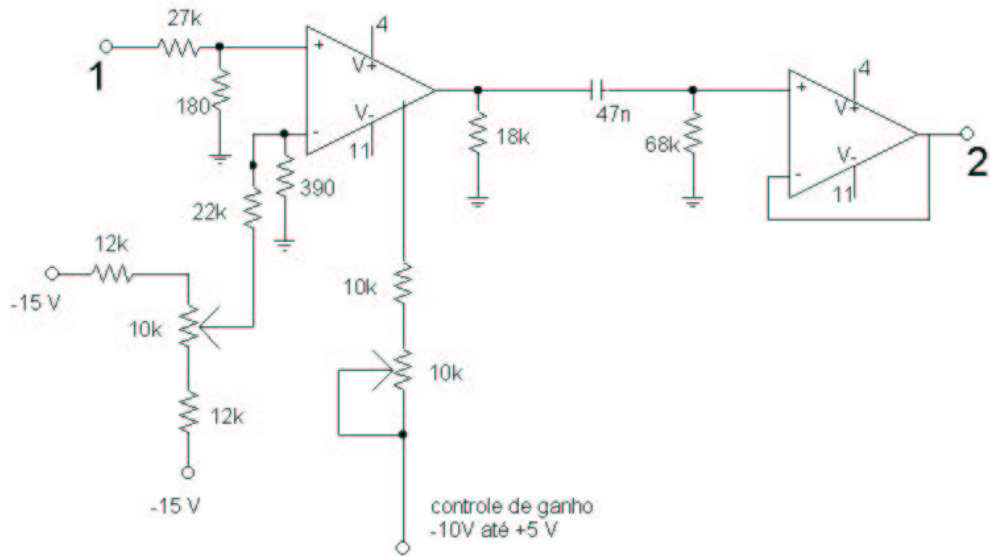 27k
1
180
+
-
4
V+
V-
11
390
22k
12k
-15 V
10k
12k
-15 V
10k
10k
controle de ganho
-10V até +5 V
18k
47n
68k
+
-
4
V+
V-
11
2